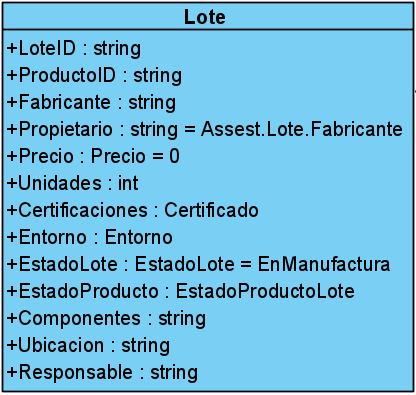 Lote
+LoteID : string
+ProductoID : string
+Fabricante : string
+Propietario : string = Assest.Lote.Fabricante
+Precio : Precio = 0
+Unidades : int
+Certificaciones : Certificado
+Entorno : Entorno
+EstadoLote : EstadoLote = EnManufactura
+EstadoProducto : EstadoProductoLote
+Componentes : string
+Ubicacion : string
+Responsable : string